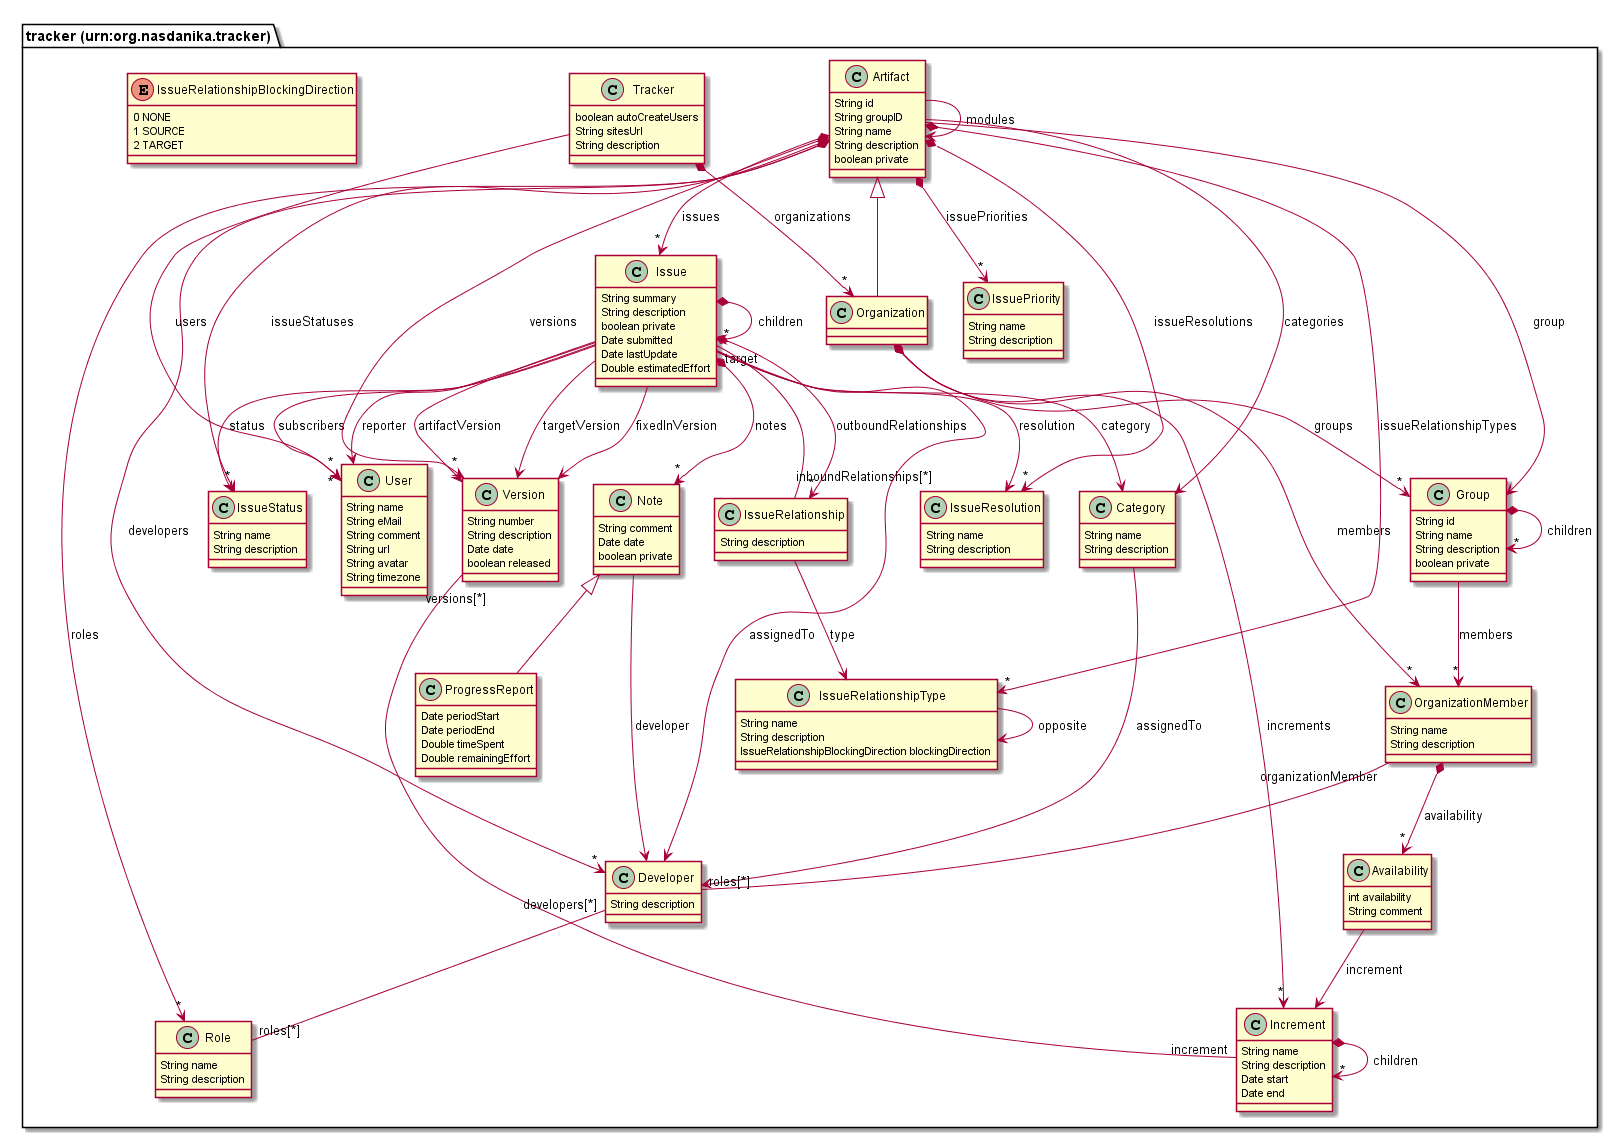 tracker (urn:org.nasdanika.tracker)
E IssueRelationshipBlockingDirection
0 NONE
1 SOURCE
2 TARGET
C Tracker
boolean autoCreateUsers
String sitesUrl
String description
C Artifact
String id
String groupID
String name
String description
boolean private
modules
issues
*
organizations
*
issuePriorities
*
C Issue
String summary
String description
boolean private
Date submitted
Date lastUpdate
Double estimatedEffort
children
*
target
C Organization
C IssuePriority
String name
String description
users
issueStatuses
versions
issueResolutions
categories
group
status
subscribers
reporter
artifactVersion
targetVersion
fixedInVersion
notes
outboundRelationships
resolution
category
groups
issueRelationshipTypes
*
*
*
*
*
*
inboundRelationships[*]
*
*
*
C IssueStatus
String name
String description
C User
String name
String eMail
String comment
String url
String avatar
String timezone
C Version
String number
String description
Date date
boolean released
versions[*]
C Note
String comment
Date date
boolean private
C IssueRelationship
String description
C IssueResolution
String name
String description
C Category
String name
String description
C Group
String id
String name
String description
boolean private
children
*
developers
members
roles
assignedTo
type
members
*
*
*
C ProgressReport
Date periodStart
Date periodEnd
Double timeSpent
Double remainingEffort
C IssueRelationshipType
String name
String description
IssueRelationshipBlockingDirection blockingDirection
opposite
C OrganizationMember
String name
String description
developer
assignedTo
increments
organizationMember
availability
*
*
C Developer
String description
roles[*]
developers[*]
C Availability
int availability
String comment
increment
*
*
C Role
String name
String description
roles[*]
increment
C Increment
String name
String description
Date start
Date end
children
*